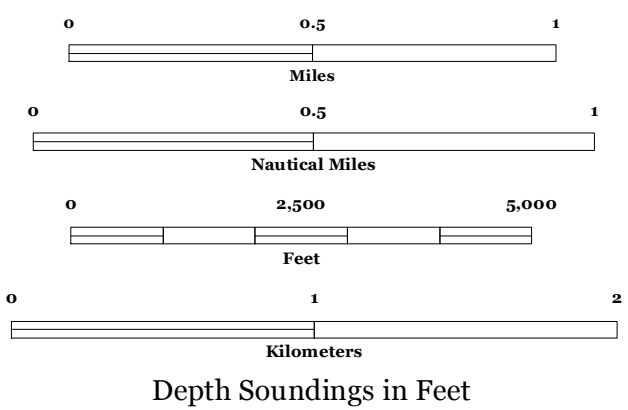 0 0.5 1
Miles
0 0.5 1
Nautical Miles
0 2,500 5,000
Feet
0 1 2
Kilometers
Depth Soundings in Feet